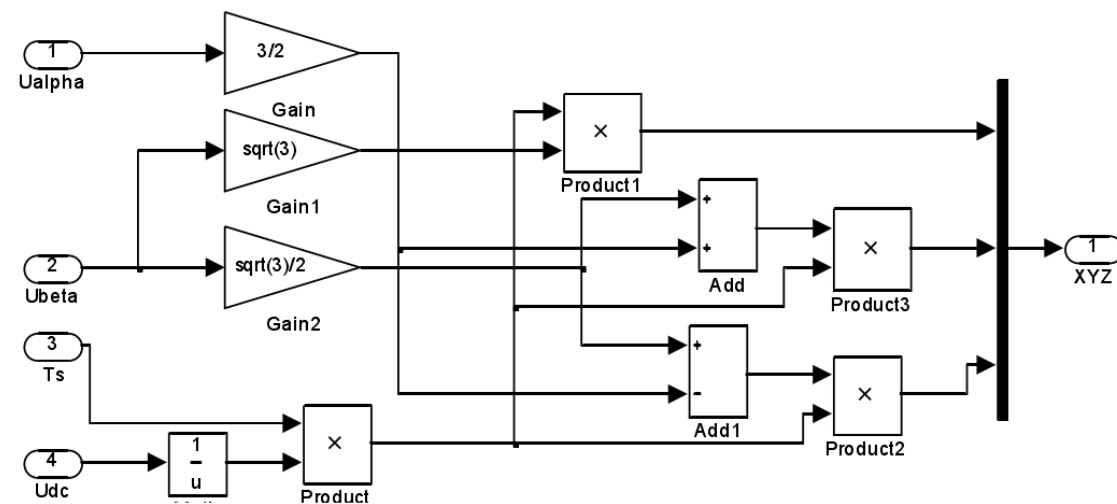 1
Ualpha
3/2
Gain
sqrt(3)
Gain1
2
Ubeta
sqrt(3)/2
Gain2
3
Ts
4
Udc
1
u
×
Product
×
Product1
+
+
Add
×
Product3
+
-
Add1
×
Product2
1
XYZ